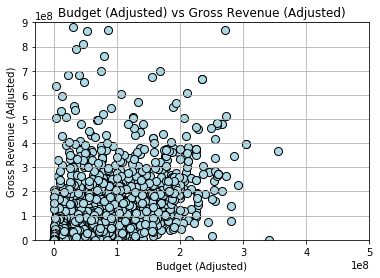 Budget (Adjusted) vs Gross Revenue (Adjusted)
1e8
9
8
7
6
5
4
3
2
1
0
Gross Revenue (Adjusted)
0 1 2 3 4 5
Budget (Adjusted)
1e8